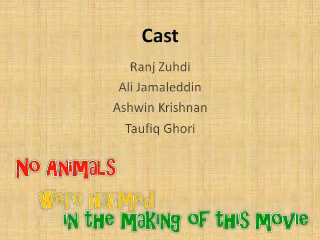 Cast
Ranj Zuhdi
Ali Jamaleddin
Ashwin Krishnan
Taufiq Ghori
No Animals
Were Harmed
in the Making of this Movie